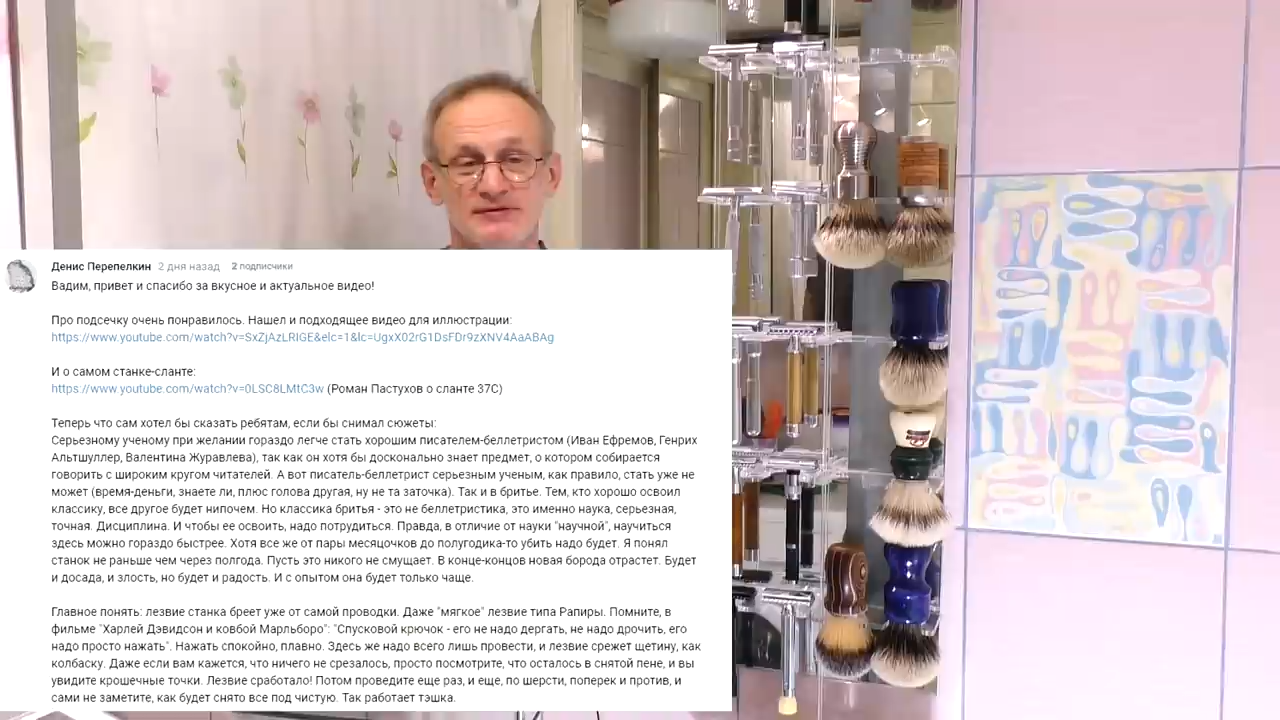 Денис Перепелкин 2 дня назад 2 подписчики
Вадим, привет и спасибо за вкусное и актуальное видео!
Про подсечку очень понравилось. Нашел и подходящее видео для иллюстрации:
https://www.youtube.com/watch?v=SxZjAzLRIGE&elc=1&lc=UgxX02rG1DsFDr9zXNV4AaABAg
И о самом станке-сланте:
https://www.youtube.com/watch?v=0LSC8LMtC3w (Роман Пастухов о сланте 37С)
Теперь что сам хотел бы сказать ребятам, если бы снимал сюжеты:
Серьезному ученому при желании гораздо легче стать хорошим писателем-беллетристом (Иван Ефремов, Генрих
Альтшуллер, Валентина Журавлева), так как он хотя бы досконально знает предмет, о котором собирается
говорить с широким кругом читателей. А вот писатель-беллетрист серьезным ученым, как правило, стать уже не
может (время-деньги, знаете ли, плюс голова другая, ну не та заточка). Так и в бритье. Тем, кто хорошо освоил
классику, все другое будет нипочем. Но классика бритья - это не беллетристика, это именно наука, серьезная,
точная. Дисциплина. И чтобы ее освоить, надо потрудиться. Правда, в отличие от науки "научной", научиться
здесь можно гораздо быстрее. Хотя все же от пары месяцочков до полугодика-то убить надо будет. Я понял
станок не раньше чем через полгода. Пусть это никого не смущает. В конце-концов новая борода отрастет. Будет
и досада, и злость, но будет и радость. И с опытом она будет только чаще.
Главное понять: лезвие станка бреет уже от самой проводки. Даже "мягкое" лезвие типа Рапиры. Помните, в
фильме "Харлей Дэвидсон и ковбой Марльборо": "Спусковой крючок - его не надо дергать, не надо дрочить, его
надо просто нажать". Нажать спокойно, плавно. Здесь же надо всего лишь провести, и лезвие срежет щетину, как
колбаску. Даже если вам кажется, что ничего не срезалось, просто посмотрите, что осталось в снятой пене, и вы
увидите крошечные точки. Лезвие сработало! Потом проведите еще раз, и еще, по шерсти, поперек и против, и
сами не заметите, как будет снято все под чистую. Так работает тэшка.